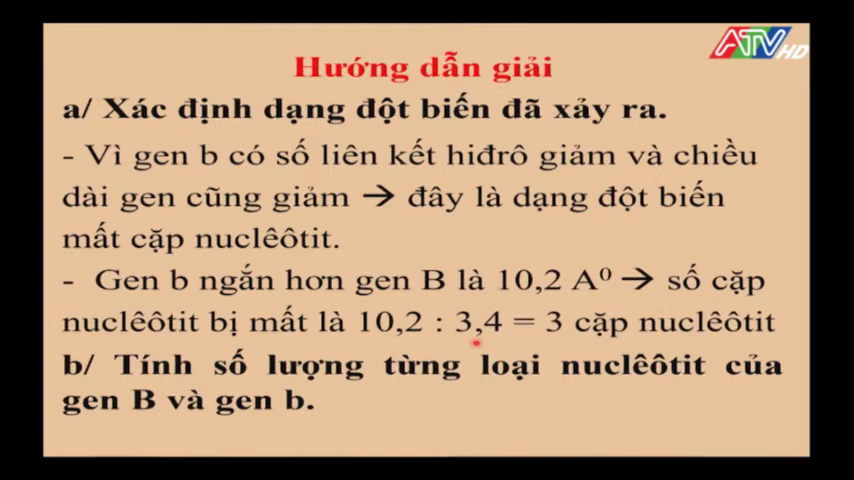 ATVHD
Hướng dẫn giải
a/ Xác định dạng đột biến đã xảy ra.
- Vì gen b có số liên kết hiđrô giảm và chiều
dài gen cũng giảm → đây là dạng đột biến
mất cặp nuclêôtit.
- Gen b ngắn hơn gen B là 10,2 A⁰ → số cặp
nuclêôtit bị mất là 10,2 : 3,4 = 3 cặp nuclêôtit
b/ Tính số lượng từng loại nuclêôtit của
gen B và gen b.